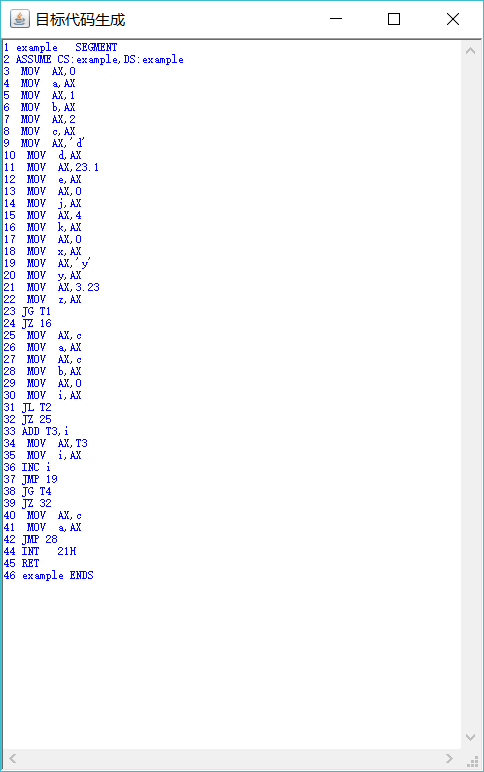 目标代码生成
1 example   SEGMENT
2 ASSUME CS:example,DS:example
3  MOV  AX,0
4  MOV  a,AX
5  MOV  AX,1
6  MOV  b,AX
7  MOV  AX,2
8  MOV  c,AX
9  MOV  AX,'d'
10  MOV  d,AX
11  MOV  AX,23.1
12  MOV  e,AX
13  MOV  AX,0
14  MOV  j,AX
15  MOV  AX,4
16  MOV  k,AX
17  MOV  AX,0
18  MOV  x,AX
19  MOV  AX,'y'
20  MOV  y,AX
21  MOV  AX,3.23
22  MOV  z,AX
23 JG T1
24 JZ 16
25  MOV  AX,c
26  MOV  a,AX
27  MOV  AX,c
28  MOV  b,AX
29  MOV  AX,0
30  MOV  i,AX
31 JL T2
32 JZ 25
33 ADD T3,i
34  MOV  AX,T3
35  MOV  i,AX
36 INC i
37 JMP 19
38 JG T4
39 JZ 32
40  MOV  AX,c
41  MOV  a,AX
42 JMP 28
44 INT   21H
45 RET
46 example ENDS